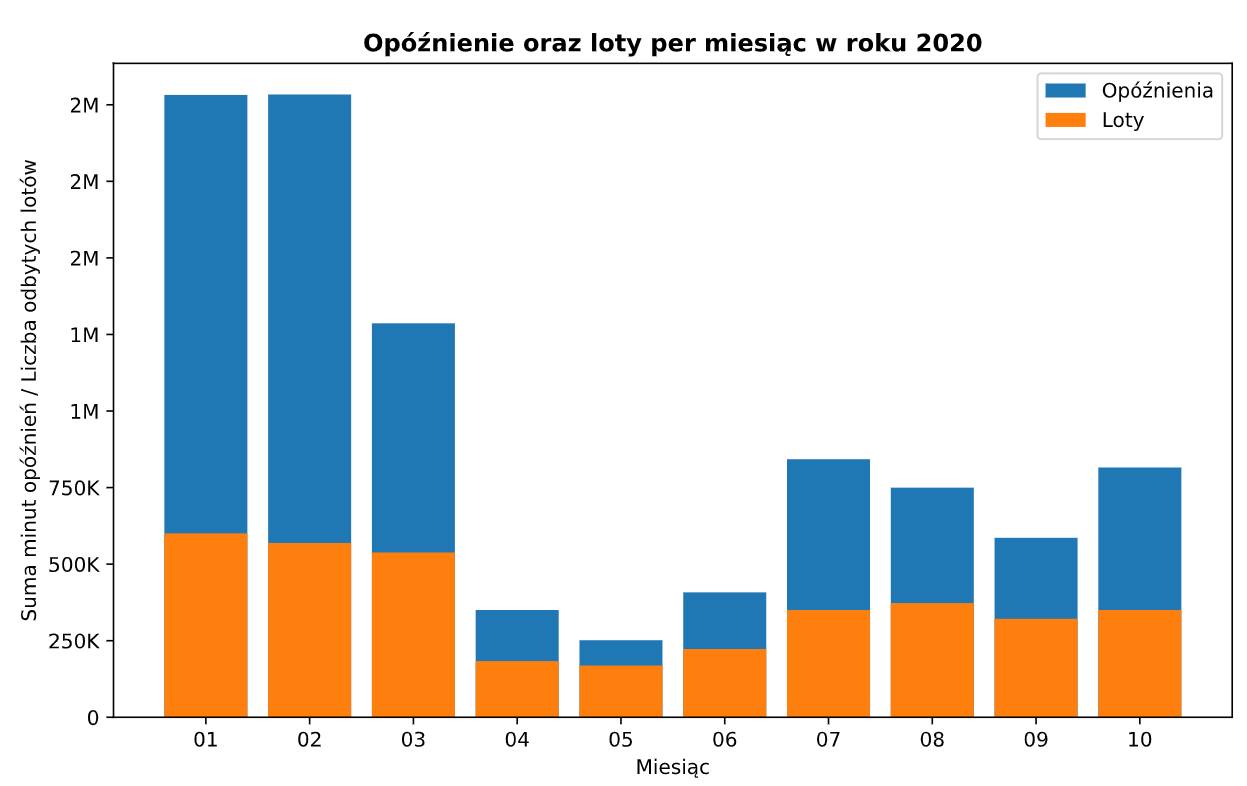 Opóźnienie oraz loty per miesiąc w roku 2020
Opóźnienia
Loty
Suma minut opóźnień / Liczba odbytych lotów
2M
2M
2M
1M
1M
750K
500K
250K
0
01 02 03 04 05 06 07 08 09 10
Miesiąc